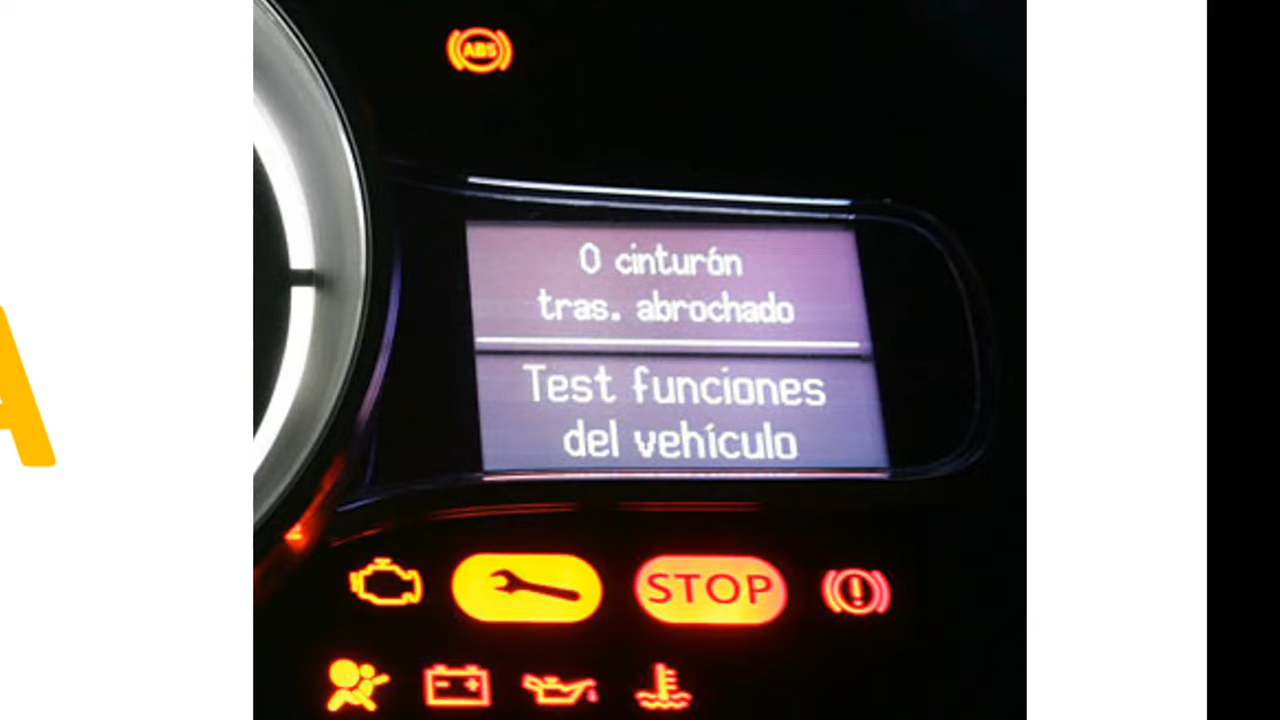 A
ABS
0 cinturón
tras. abrochado
Test funciones
del vehículo
STOP